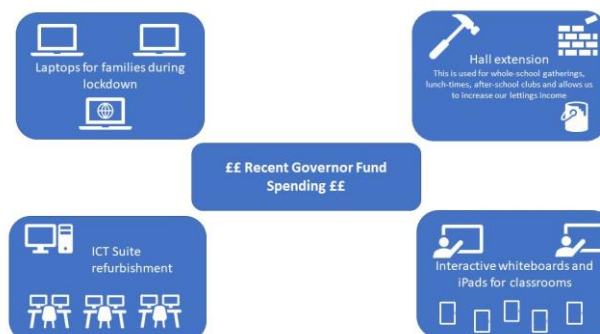 Laptops for families during
lockdown
Hall extension
This is used for whole-school gatherings,
lunch-times, after-school clubs and allows us
to increase our lettings income
££ Recent Governor Fund
Spending ££
ICT Suite
refurbishment
Interactive whiteboards and
iPads for classrooms